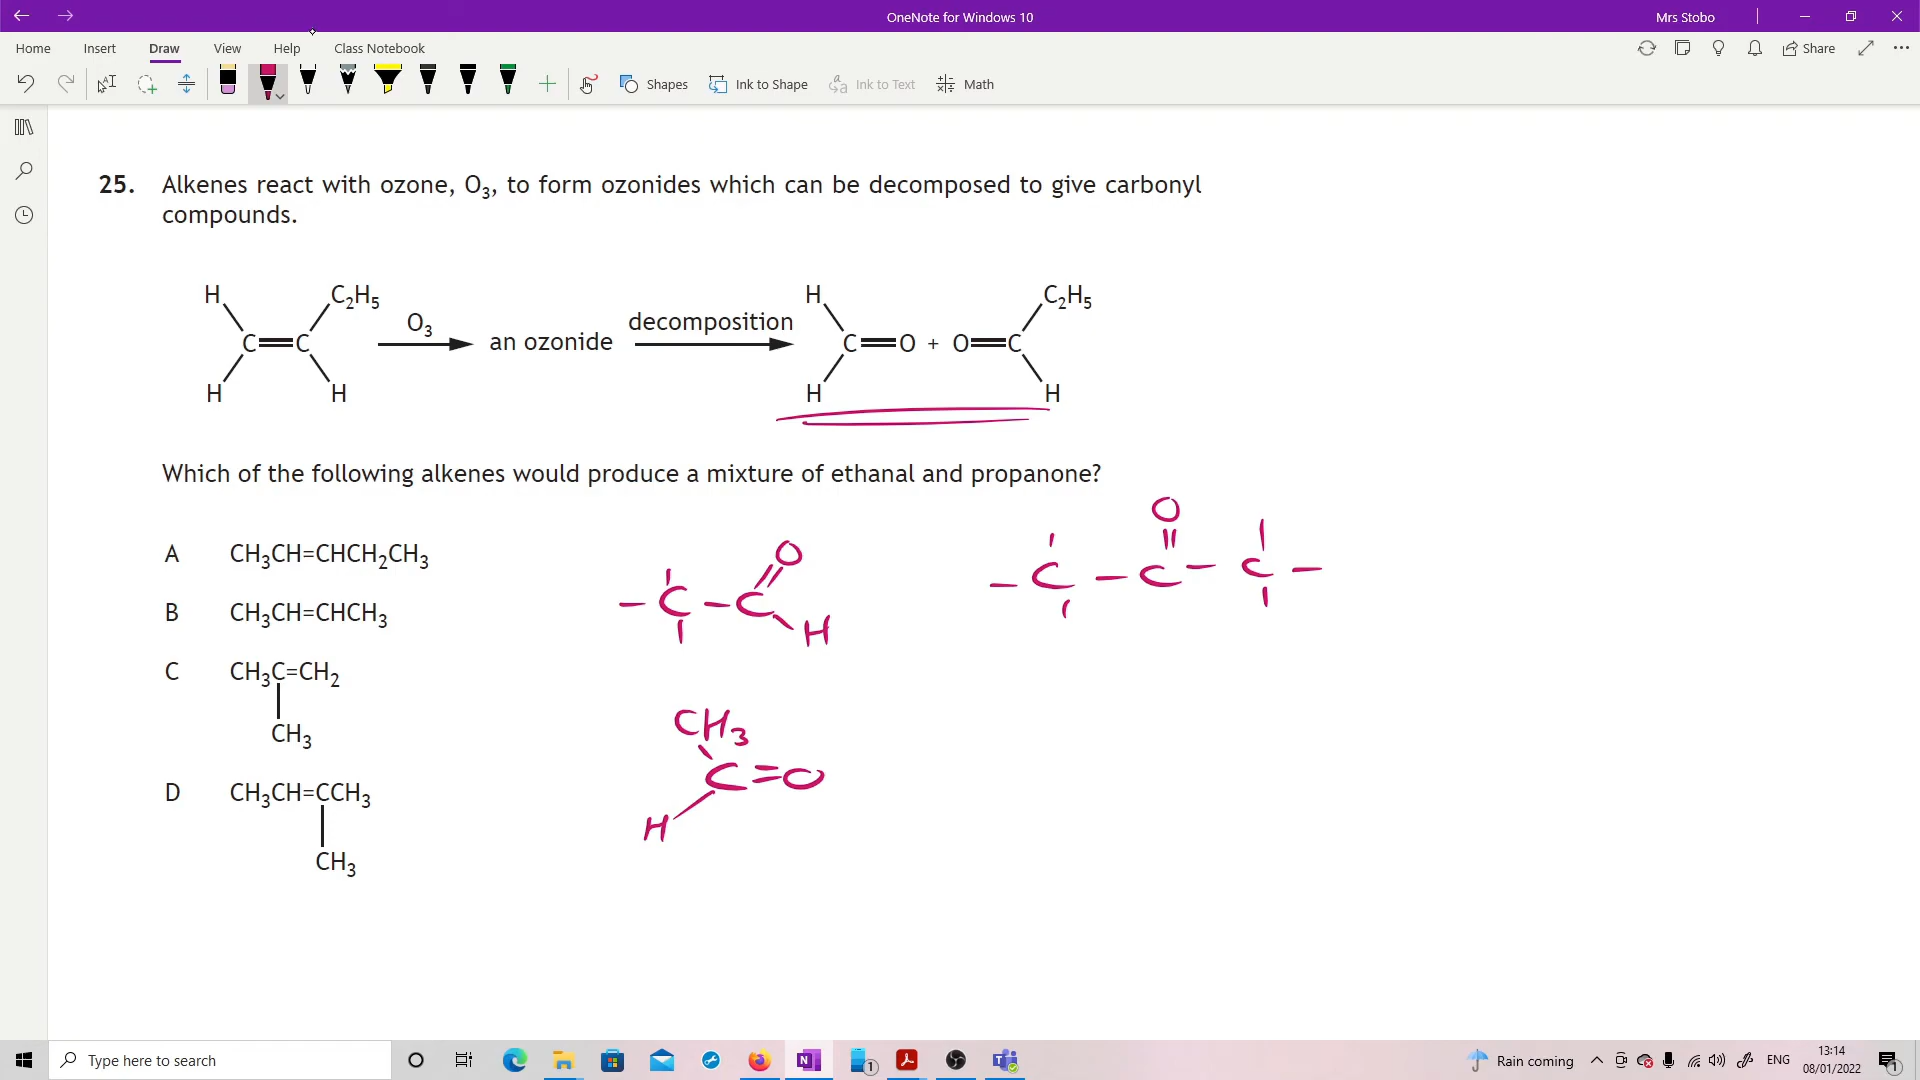 OneNote for Windows 10
Mrs Stobo
Home Insert Draw View Help Class Notebook
Share
Shapes Ink to Shape Ink to Text Math
25. Alkenes react with ozone, O₃, to form ozonides which can be decomposed to give carbonyl
compounds.
H C₂H₅ H C₂H₅
O₃ decomposition
C=C an ozonide C=O + O=C
H H H H
Which of the following alkenes would produce a mixture of ethanal and propanone?
A CH₃CH=CHCH₂CH₃
B CH₃CH=CHCH₃
C CH₃C=CH₂
CH₃
D CH₃CH=CCH₃
CH₃
O
- C - C
H
O
- C - C - C -
CH₃
C=O
H
Type here to search
1
Rain coming
ENG
13:14
08/01/2022
1